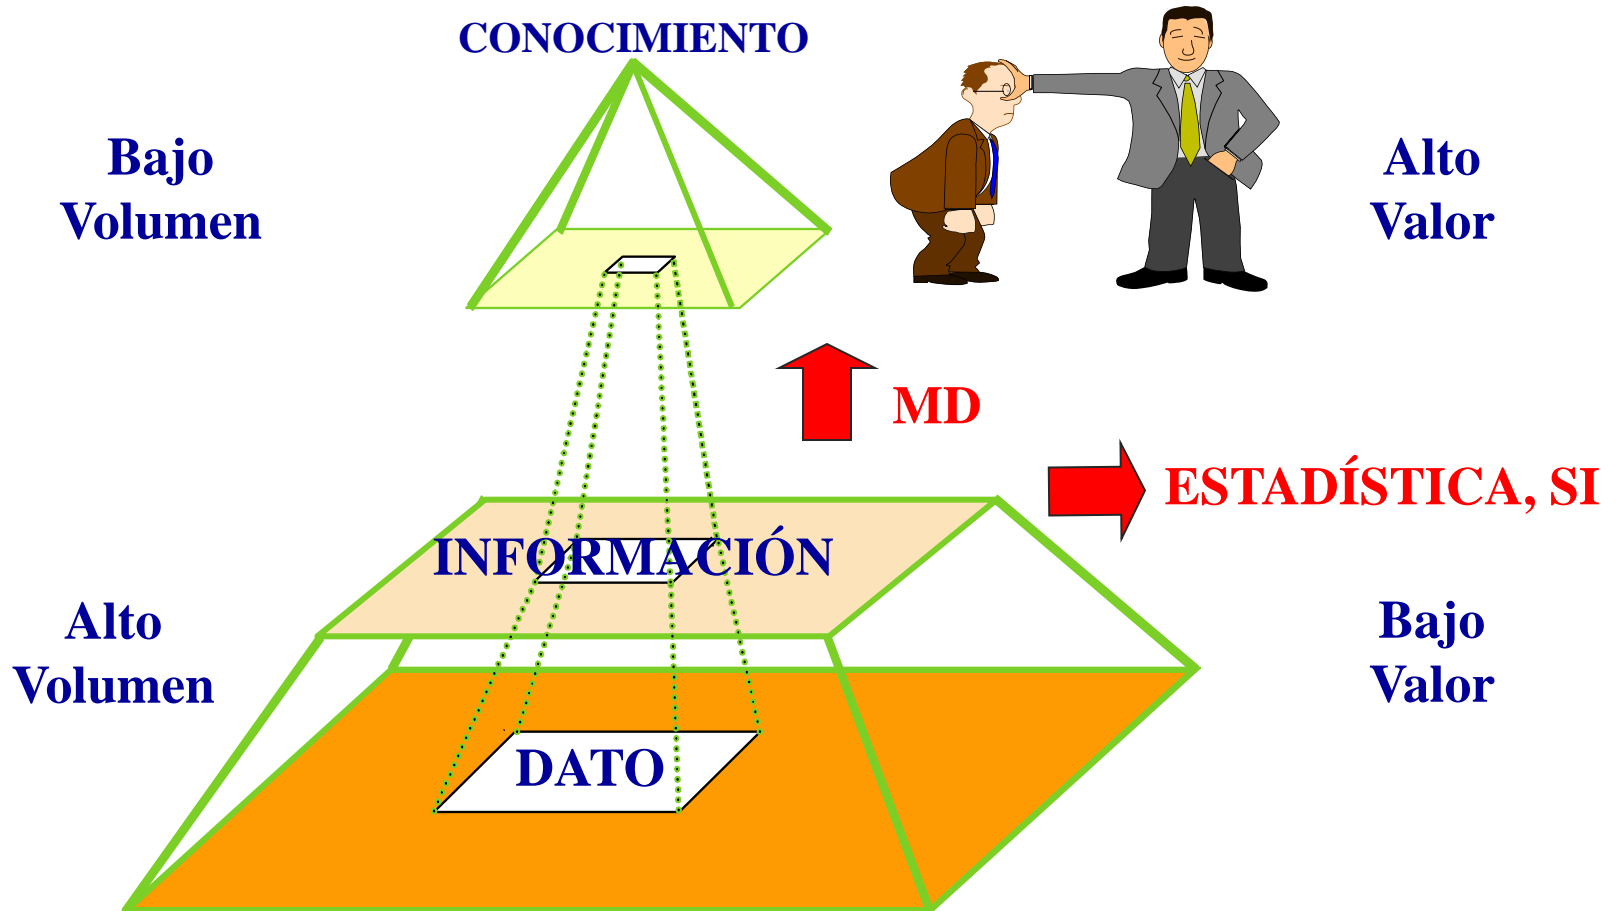 CONOCIMIENTO
Bajo
Volumen
Alto
Valor
MD
ESTADÍSTICA, SI
INFORMACIÓN
Alto
Volumen
Bajo
Valor
DATO